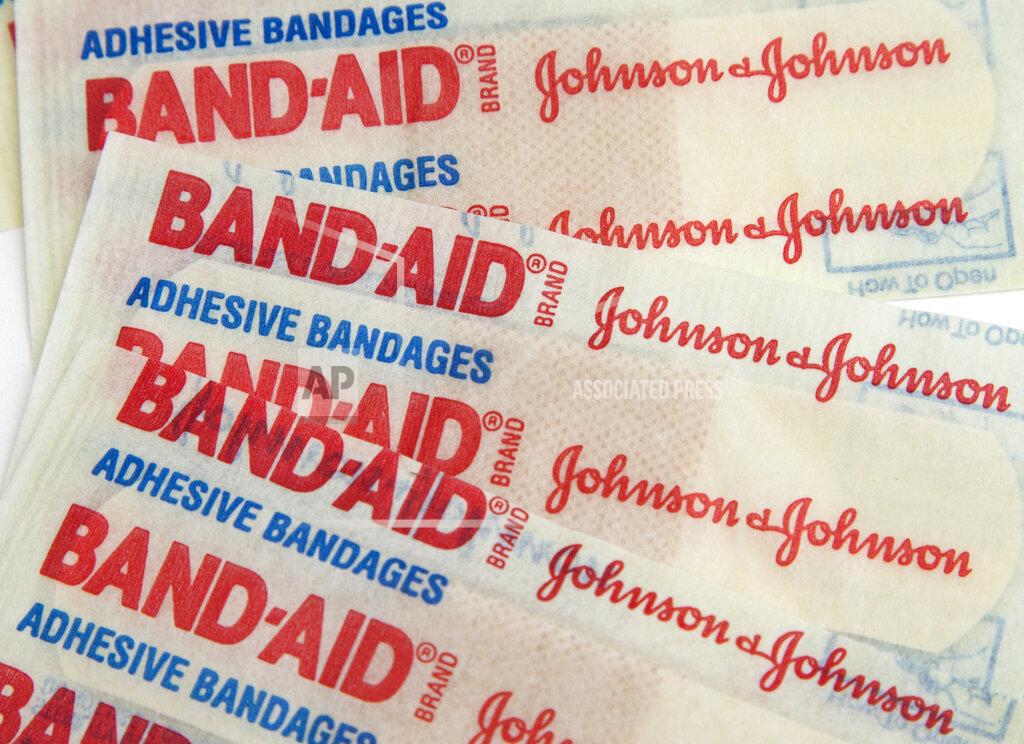 ADHESIVE BANDAGES
BAND-AID® BRAND Johnson & Johnson
BANDAGES
Johnson & Johnson
How To Open
BAND-AID® BRAND Johnson & Johnson
How To Open
ADHESIVE BANDAGES
BAND-AID® BRAND Johnson & Johnson
AP ASSOCIATED PRESS
BAND-AID® BRAND Johnson & Johnson
ADHESIVE BANDAGES
BAND-AID® BRAND Johnson
ADHESIVE BANDAGES
BAND